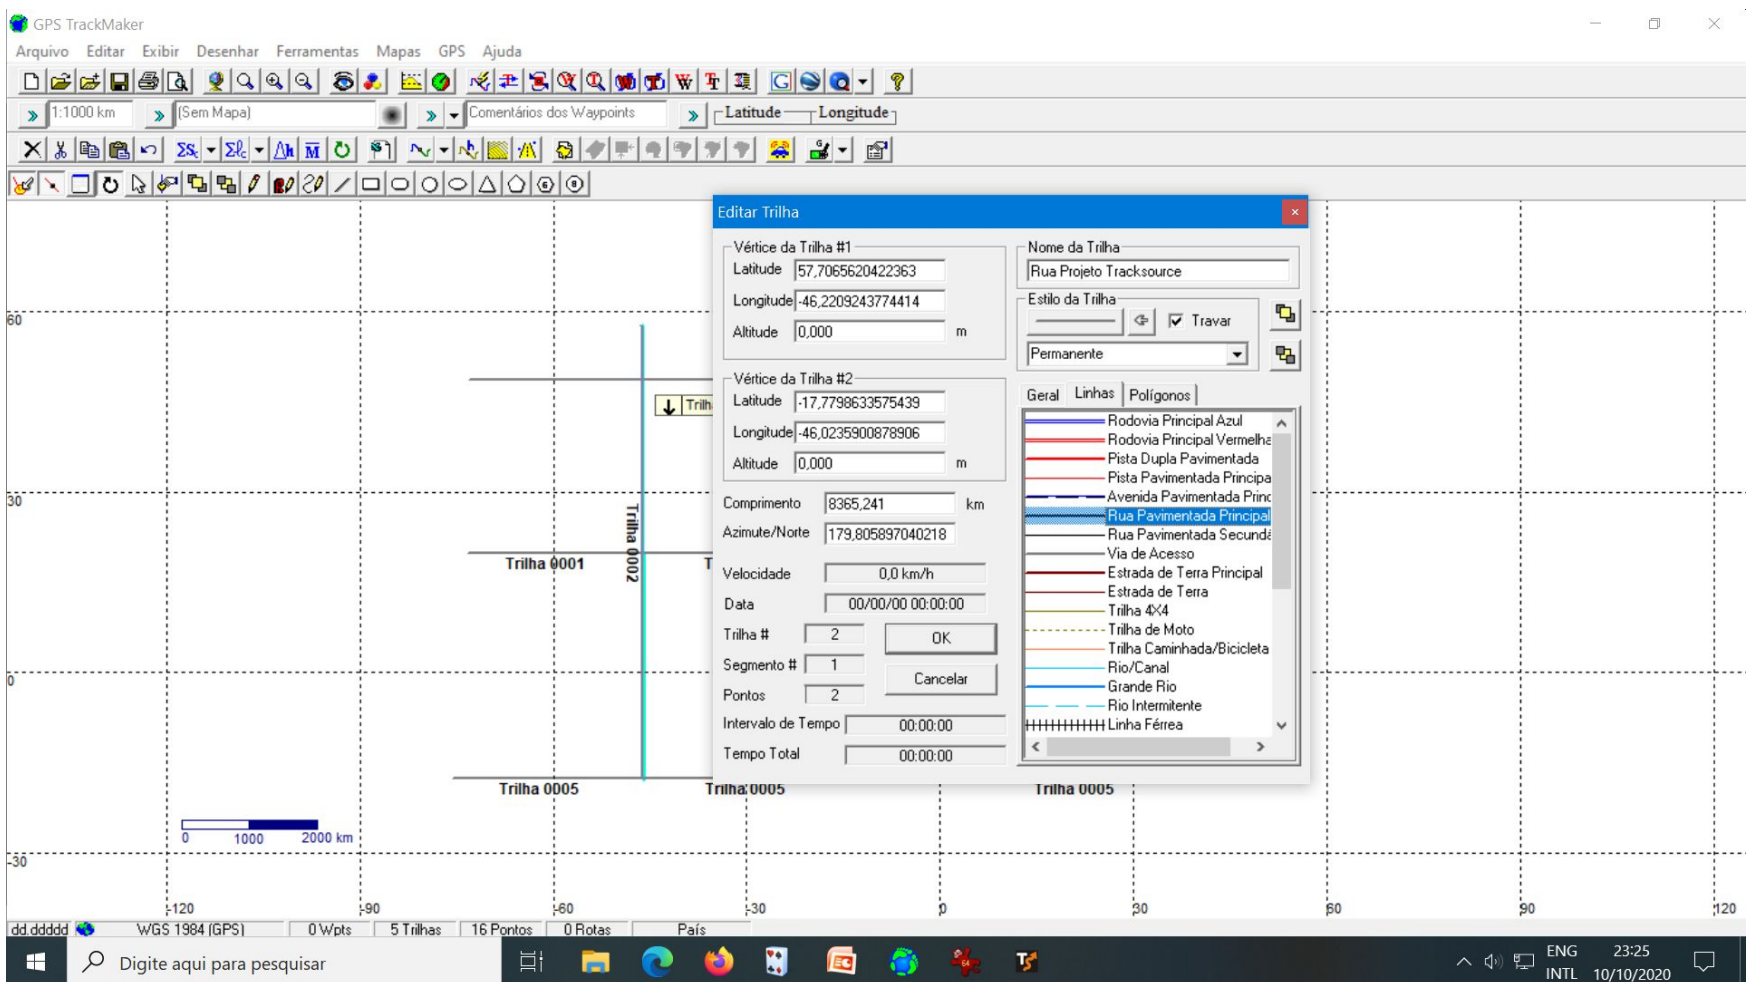 GPS TrackMaker
Arquivo Editar Exibir Desenhar Ferramentas Mapas GPS Ajuda
1:1000 km (Sem Mapa) Comentários dos Waypoints Latitude Longitude
Editar Trilha
Vértice da Trilha #1
Latitude 57,7065620422363
Longitude -46,2209243774414
Altitude 0,000 m
Vértice da Trilha #2
Latitude -17,7798633575439
Longitude -46,0235900878906
Altitude 0,000 m
Comprimento 8365,241 km
Azimute/Norte 179,805897040218
Velocidade 0,0 km/h
Data 00/00/00 00:00:00
Trilha # 2
Segmento # 1
Pontos 2
OK
Cancelar
Intervalo de Tempo 00:00:00
Tempo Total 00:00:00
Nome da Trilha
Rua Projeto Tracksource
Estilo da Trilha
Travar
Permanente
Geral Linhas Polígonos
Rodovia Principal Azul
Rodovia Principal Vermelha
Pista Dupla Pavimentada
Pista Pavimentada Principa
Avenida Pavimentada Princ
Rua Pavimentada Principal
Rua Pavimentada Secundá
Via de Acesso
Estrada de Terra Principal
Estrada de Terra
Trilha 4X4
Trilha de Moto
Trilha Caminhada/Bicicleta
Rio/Canal
Grande Rio
Rio Intermitente
Linha Férrea
60
Trilh
30
Trilha 0002
Trilha 0001 T
0
Trilha 0005 Trilha 0005 Trilha 0005
0 1000 2000 km
-30
-120 -90 -60 -30 0 30 60 90 120
dd.ddddd WGS 1984 (GPS) 0 Wpts 5 Trilhas 16 Pontos 0 Rotas País
Digite aqui para pesquisar
ENG 23:25
INTL 10/10/2020